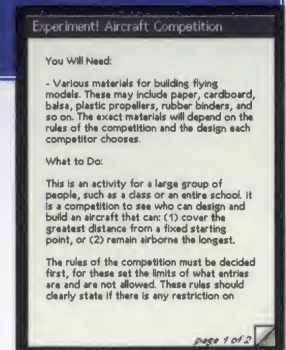 Experiment! Aircraft Competition
You Will Need:
- Various materials for building flying
models. These may include paper, cardboard,
balsa, plastic propellers, rubber binders, and
so on. The exact materials will depend on the
rules of the competition and the design each
competitor chooses.
What to Do:
This is an activity for a large group of
people, such as a class or an entire school. It
is a competition to see who can design and
build an aircraft that can: (1) cover the
greatest distance from a fixed starting
point, or (2) remain airborne the longest.
The rules of the competition must be decided
first, for these set the limits of what entries
are and are not allowed. These rules should
clearly state if there is any restriction on
page 1 of 2